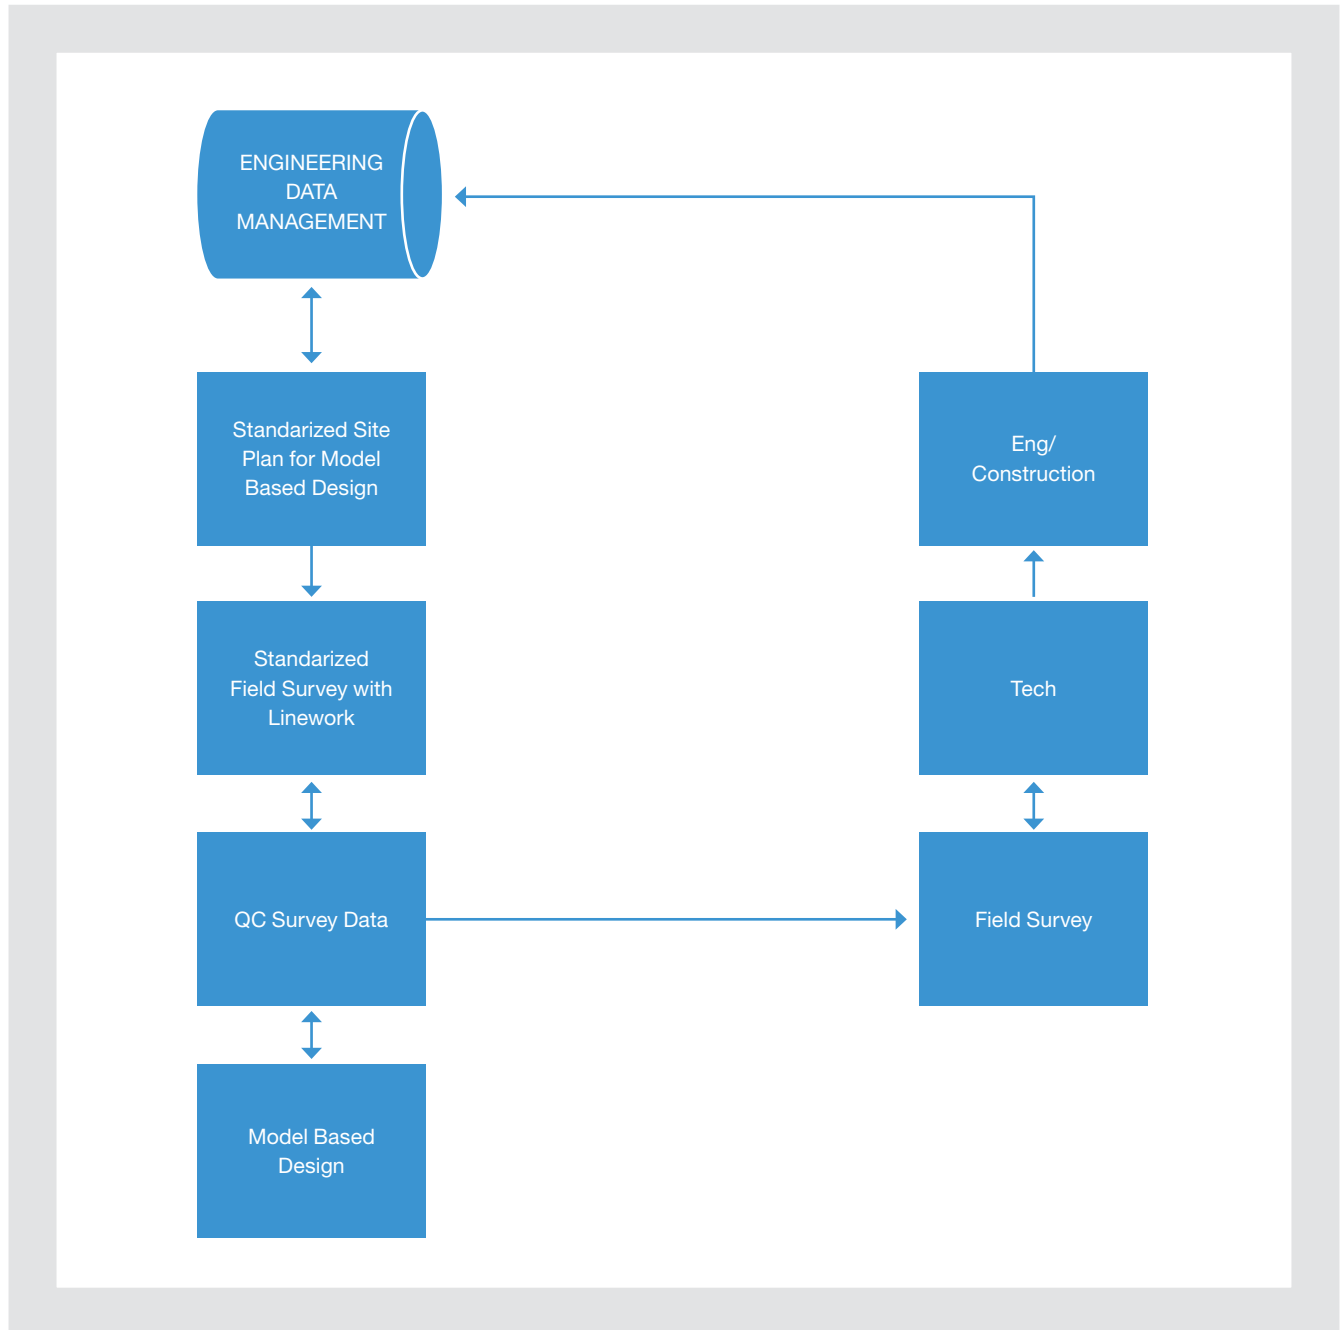 ENGINEERING
DATA
MANAGEMENT
Standarized Site
Plan for Model
Based Design
Eng/
Construction
Standarized
Field Survey with
Linework
Tech
QC Survey Data
Field Survey
Model Based
Design